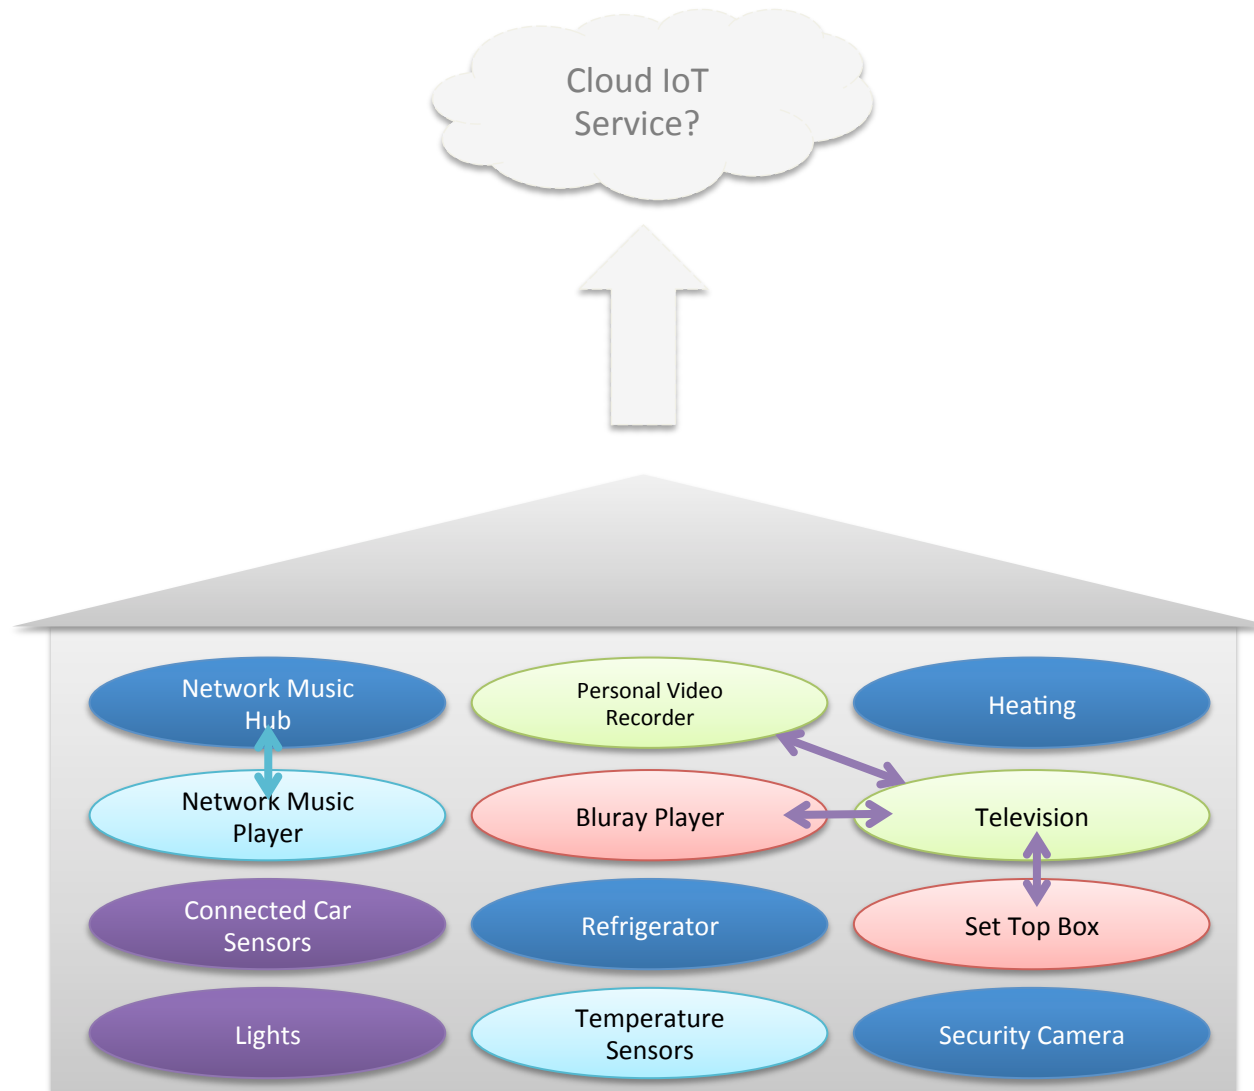 Cloud IoT
Service?
Network Music
Hub
Personal Video
Recorder
Heating
Network Music
Player
Bluray Player
Television
Connected Car
Sensors
Refrigerator
Set Top Box
Lights
Temperature
Sensors
Security Camera